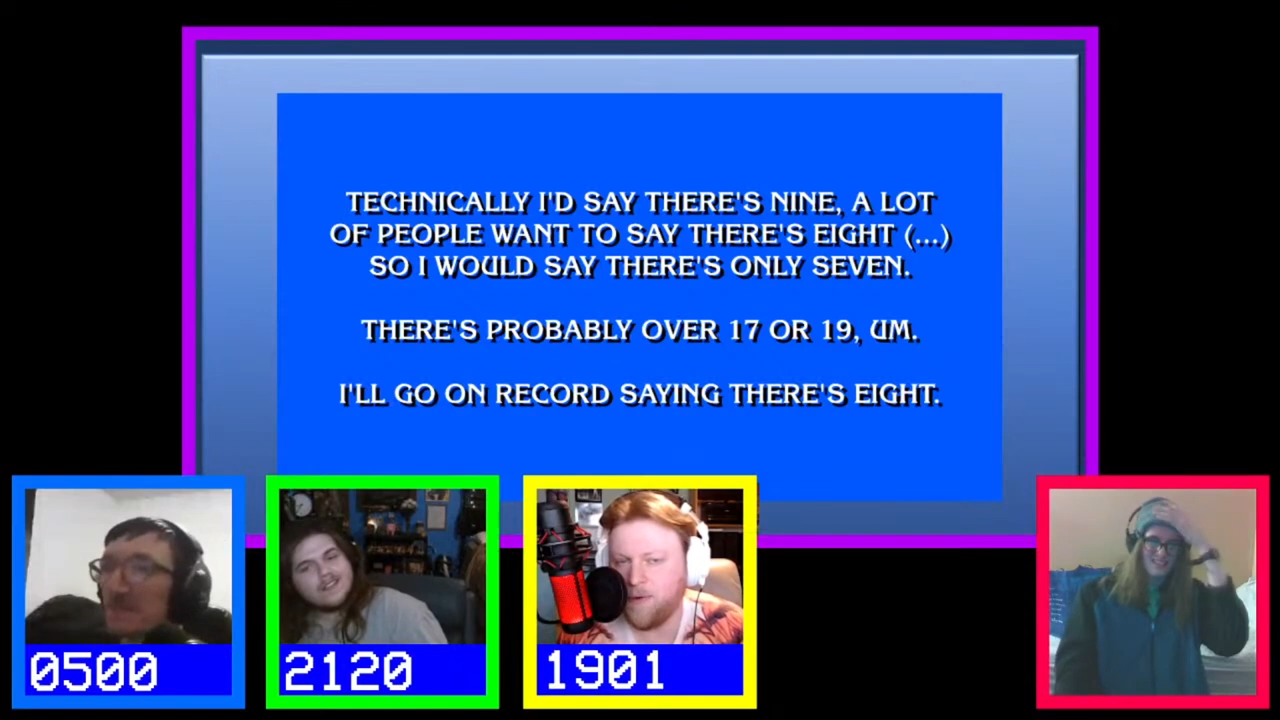 TECHNICALLY I'D SAY THERE'S NINE, A LOT
OF PEOPLE WANT TO SAY THERE'S EIGHT (...)
SO I WOULD SAY THERE'S ONLY SEVEN.
THERE'S PROBABLY OVER 17 OR 19, UM.
I'LL GO ON RECORD SAYING THERE'S EIGHT.
0500
2120
1901